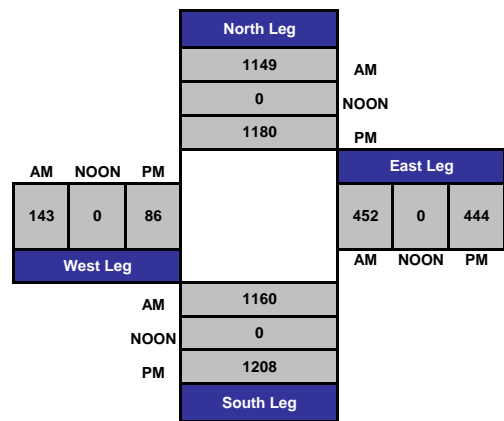 North Leg
1149 AM
0 NOON
1180 PM
AM NOON PM
East Leg
143 0 86
452 0 444
West Leg
AM NOON PM
AM 1160
NOON 0
PM 1208
South Leg